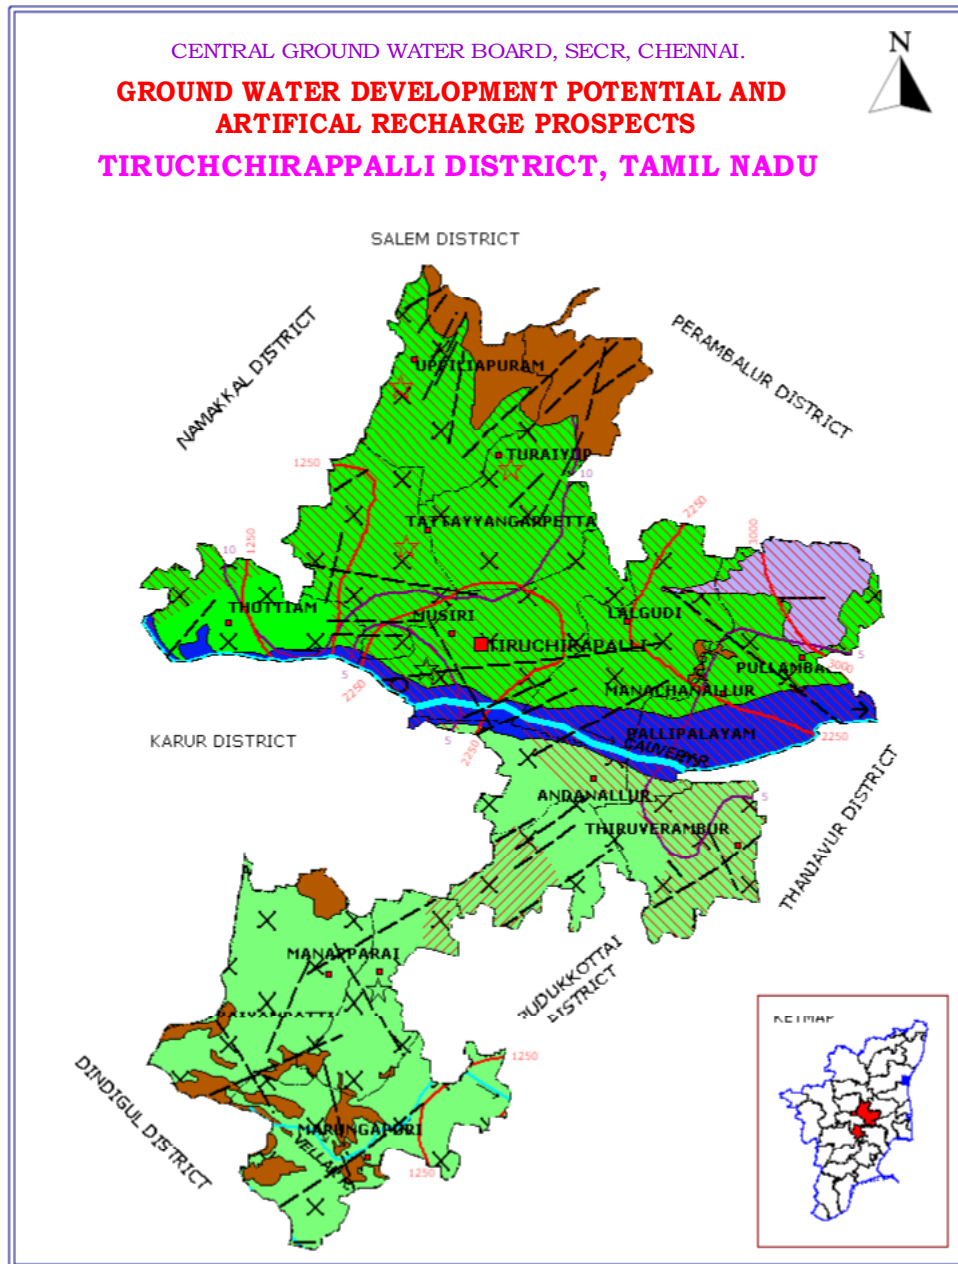 CENTRAL GROUND WATER BOARD, SECR, CHENNAI.
N
GROUND WATER DEVELOPMENT POTENTIAL AND
ARTIFICAL RECHARGE PROSPECTS
TIRUCHCHIRAPPALLI DISTRICT, TAMIL NADU
SALEM DISTRICT
NAMAKKAL DISTRICT
PERAMBALUR DISTRICT
UPPILIAPURAM
TURAIYUR
1250
10
TATTAYYANGARPETTA
2250
3000
10
1250
THOTTIAM
MUSIRI
LALGUDI
TIRUCHIRAPALLI
5
PULLAMBA
3000
5
2250
MANACHANALLUR
KARUR DISTRICT
5
2250
PALLIPALAYAM
CAUVERY R
2250
ANDANALLUR
5
THIRUVERAMBUR
THANJAVUR DISTRICT
MANAPPARAI
PUDUKKOTTAI
DISTRICT
KEYMAP
DINDIGUL DISTRICT
1250
MARUNGAPURI
VELLAR
1250